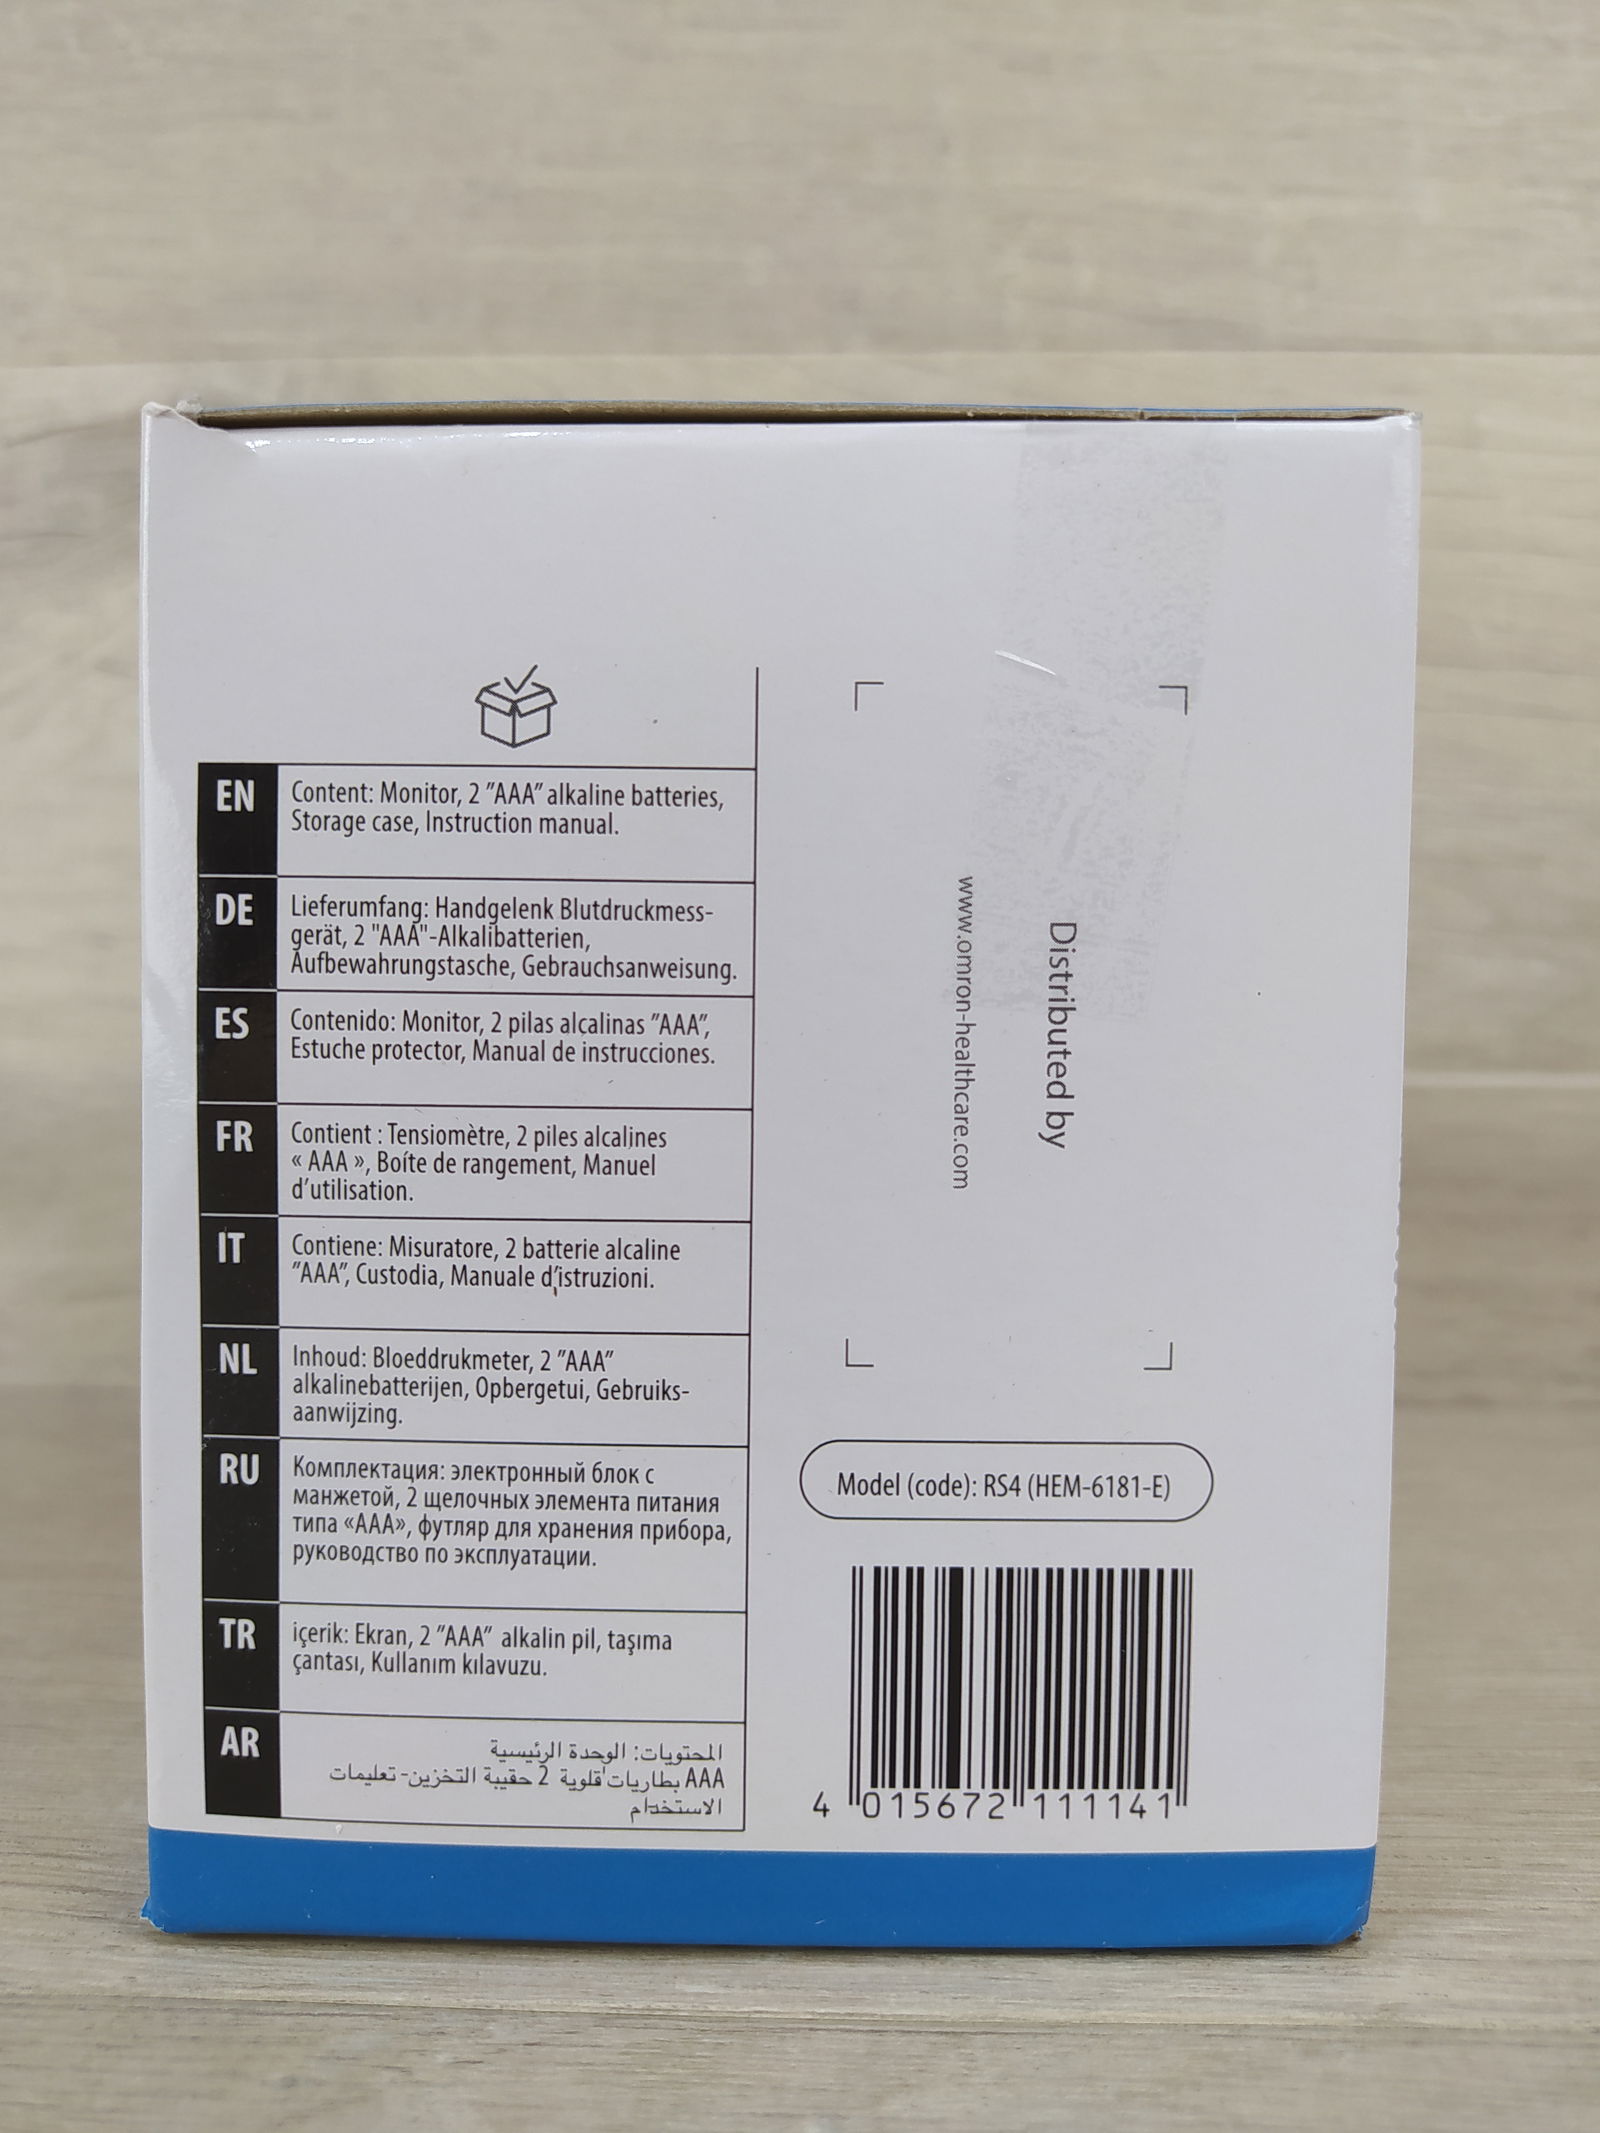 EN
Content: Monitor, 2 "AAA" alkaline batteries,
Storage case, Instruction manual.
DE
Lieferumfang: Handgelenk Blutdruckmess-
gerät, 2 "AAA"-Alkalibatterien,
Aufbewahrungstasche, Gebrauchsanweisung.
ES
Contenido: Monitor, 2 pilas alcalinas "AAA",
Estuche protector, Manual de instrucciones.
FR
Contient : Tensiomètre, 2 piles alcalines
« AAA », Boíte de rangement, Manuel
d'utilisation.
IT
Contiene: Misuratore, 2 batterie alcaline
"AAA", Custodia, Manuale d'istruzioni.
NL
Inhoud: Bloeddrukmeter, 2 "AAA"
alkalinebatterijen, Opbergetui, Gebruiks-
aanwijzing.
RU
Комплектация: электронный блок с
манжетой, 2 щелочных элемента питания
типа «ААА», футляр для хранения прибора,
руководство по эксплуатации.
TR
içerik: Ekran, 2 "AAA" alkalin pil, taşıma
çantası, Kullanım kılavuzu.
AR
المحتويات: الوحدة الرئيسية
AAA بطاريات قلوية 2 حقيبة التخزين- تعليمات
الاستخدام
Distributed by
www.omron-healthcare.com
Model (code): RS4 (HEM-6181-E)
4 015672 111141